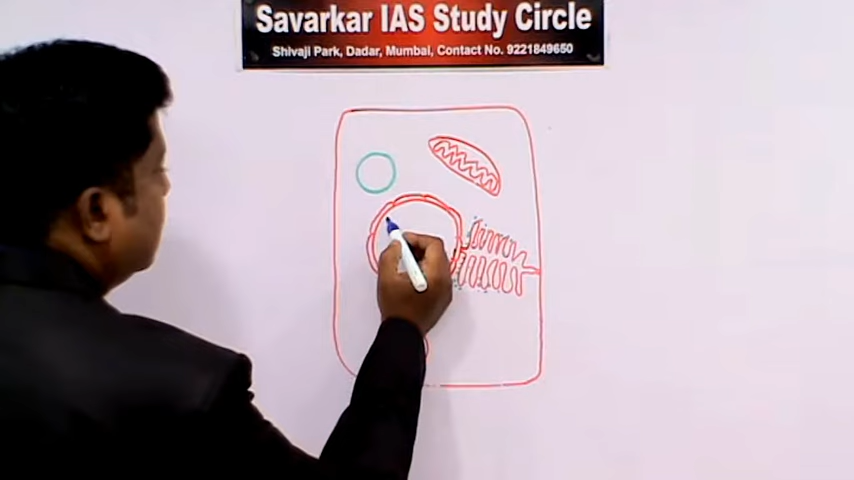 Savarkar IAS Study Circle
Shivaji Park, Dadar, Mumbai, Contact No. 9221849650